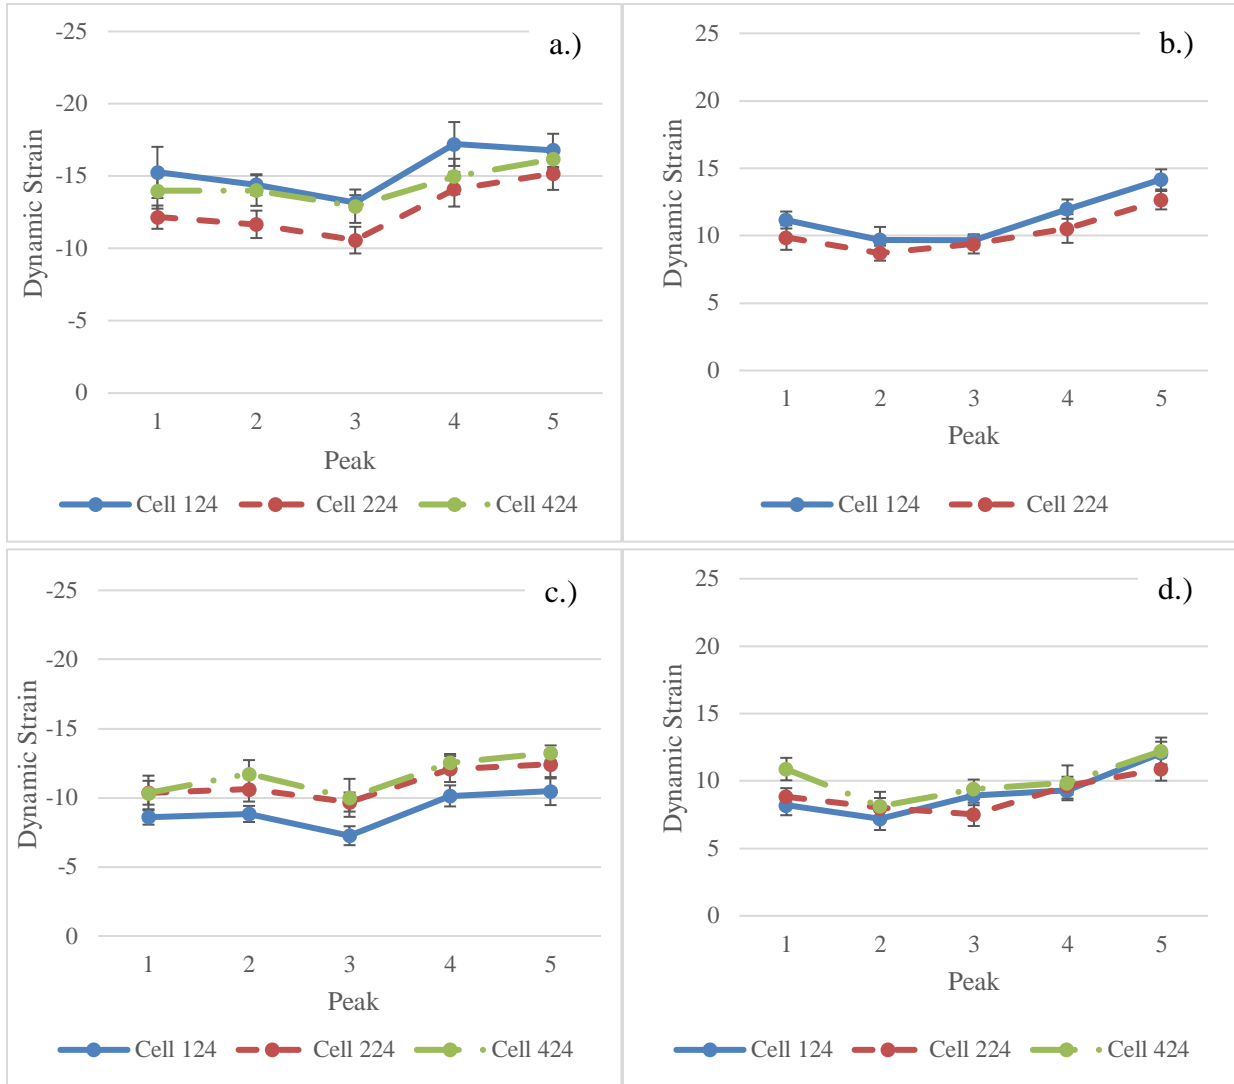 a.)
-25
-20
-15
-10
-5
0
Dynamic Strain
1 2 3 4 5
Peak
Cell 124 Cell 224 Cell 424
b.)
25
20
15
10
5
0
Dynamic Strain
1 2 3 4 5
Peak
Cell 124 Cell 224
c.)
-25
-20
-15
-10
-5
0
Dynamic Strain
1 2 3 4 5
Peak
Cell 124 Cell 224 Cell 424
d.)
25
20
15
10
5
0
Dynamic Strain
1 2 3 4 5
Peak
Cell 124 Cell 224 Cell 424